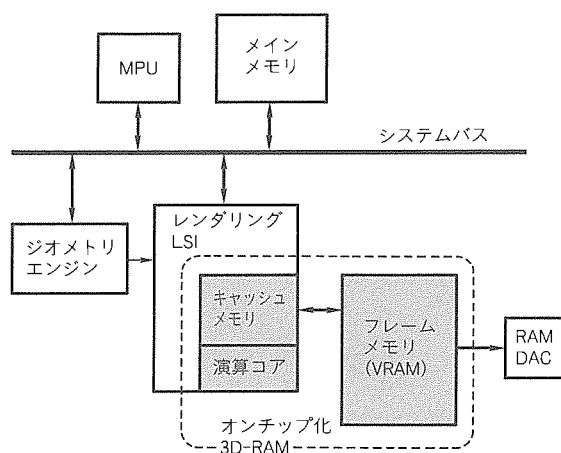 MPU
メイン
メモリ
システムバス
ジオメトリ
エンジン
レンダリング
LSI
キャッシュ
メモリ
演算コア
フレーム
メモリ
(VRAM)
RAM
DAC
オンチップ化
3D-RAM